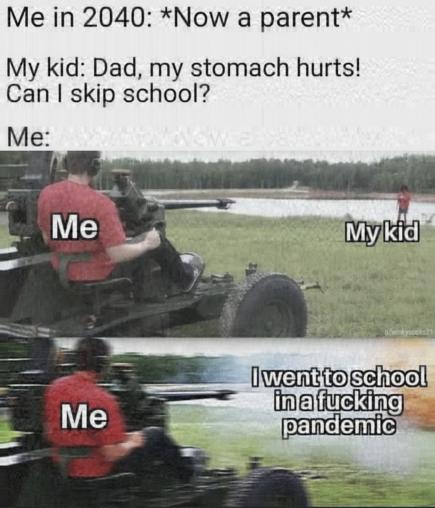 Me in 2040: *Now a parent*
My kid: Dad, my stomach hurts!
Can I skip school?
Me:
Me
My kid
I went to school
in a fucking
pandemic
Me